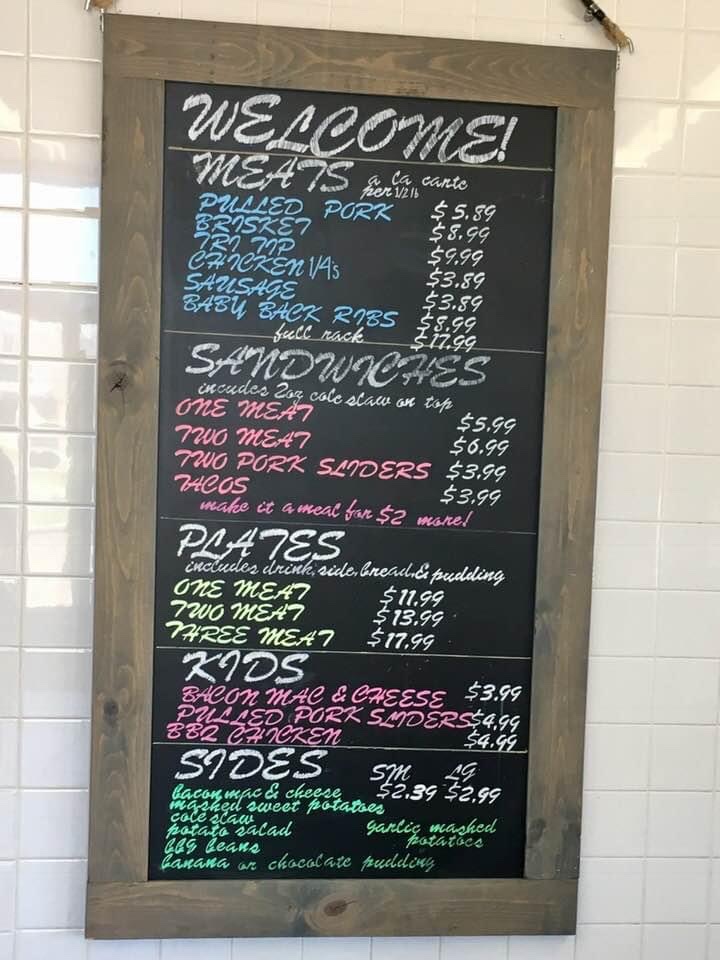 WELCOME!
MEATS a la carte
per 1/2 lb
PULLED PORK $5.89
BRISKET $8.99
TRI TIP $9.99
CHICKEN 1/4's $3.89
SAUSAGE $3.89
BABY BACK RIBS $8.99
full rack $17.99
SANDWICHES
incudes 2oz cole slaw on top
ONE MEAT $5.99
TWO MEAT $6.99
TWO PORK SLIDERS $3.99
TACOS $3.99
make it a meal for $2 more!
PLATES
includes drink, side, bread, & pudding
ONE MEAT $11.99
TWO MEAT $13.99
THREE MEAT $17.99
KIDS
BACON MAC & CHEESE $3.99
PULLED PORK SLIDERS $4.99
BBQ CHICKEN $4.99
SIDES SM LG
bacon mac & cheese $2.39 $2.99
mashed sweet potatoes
cole slaw
potato salad garlic mashed
bbq beans potatoes
banana or chocolate pudding